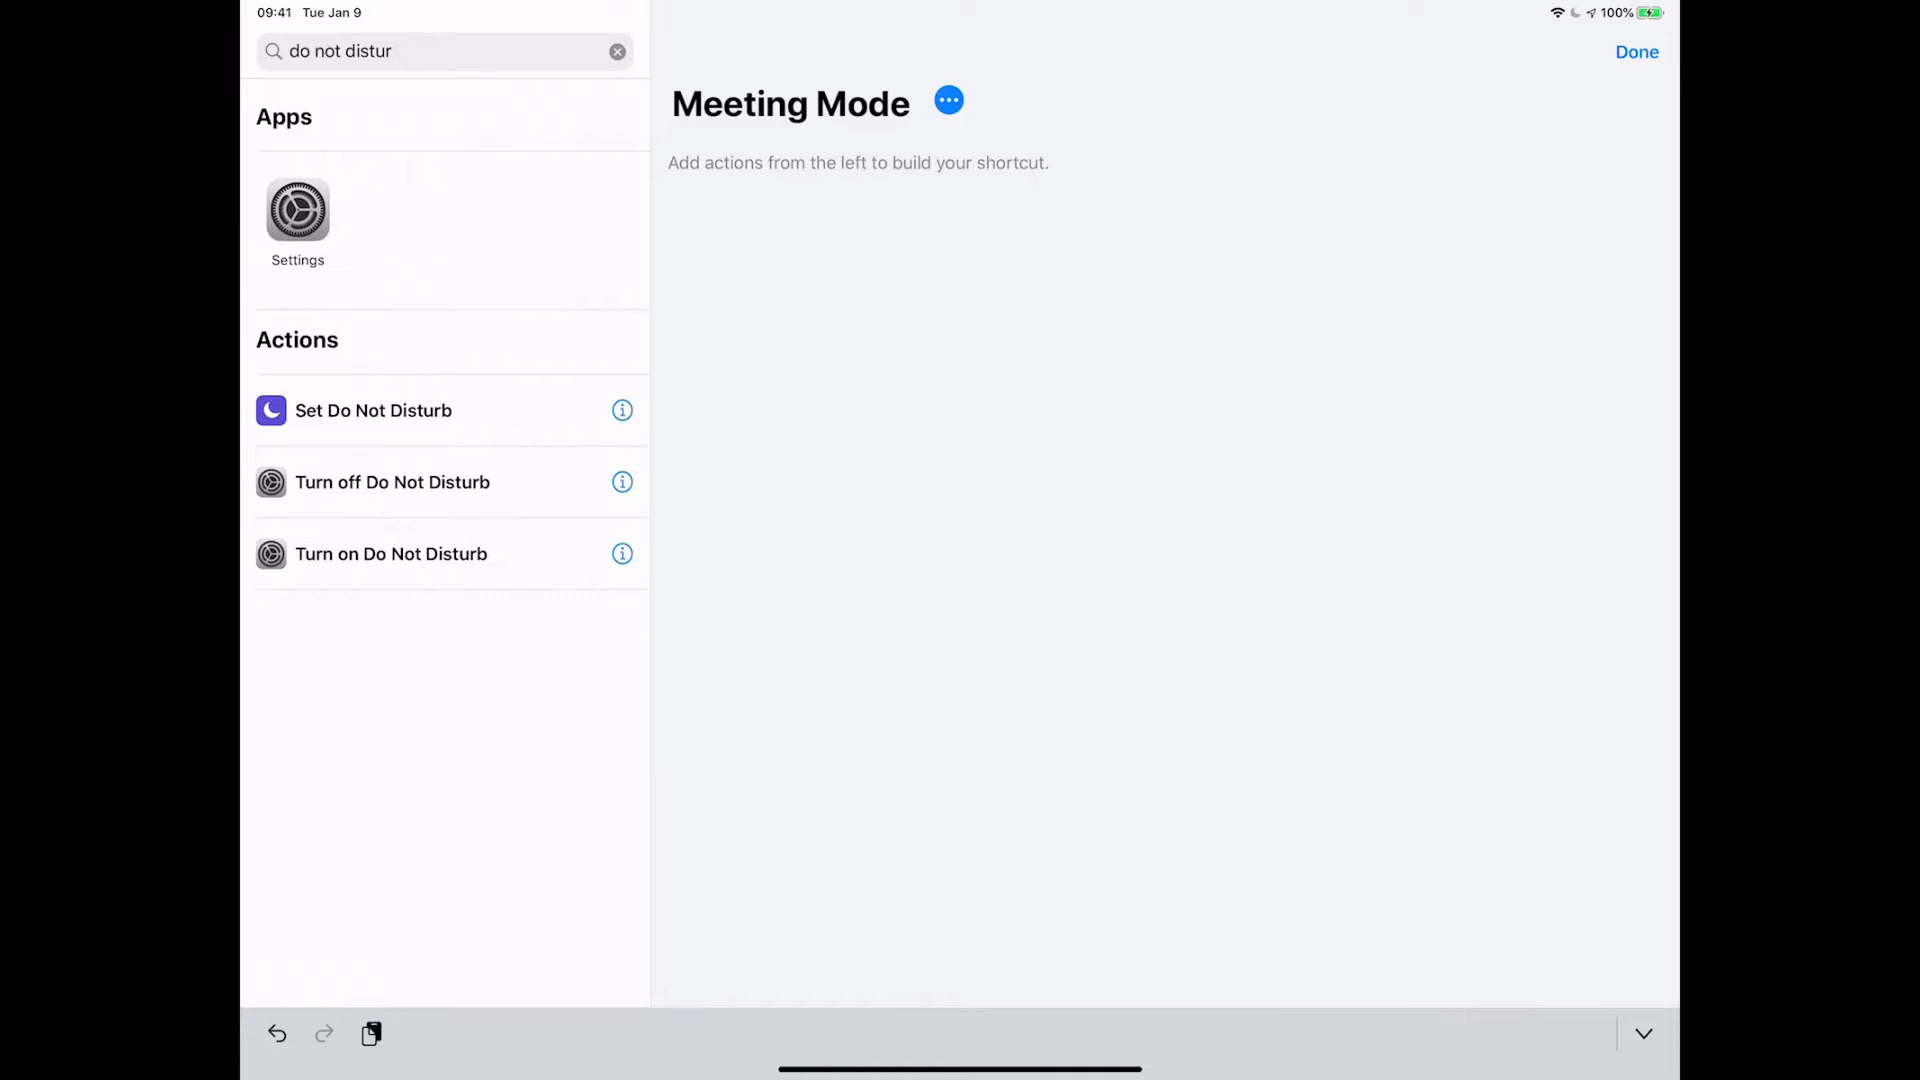 09:41 Tue Jan 9
100%
do not distur
Done
Apps
Meeting Mode
Add actions from the left to build your shortcut.
Settings
Actions
Set Do Not Disturb
Turn off Do Not Disturb
Turn on Do Not Disturb